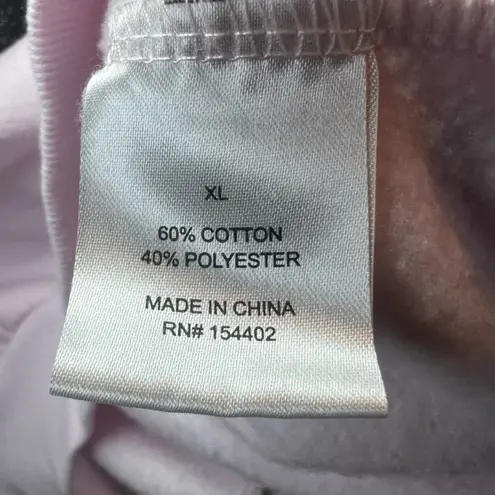 XL
60% COTTON
40% POLYESTER
MADE IN CHINA
RN# 154402